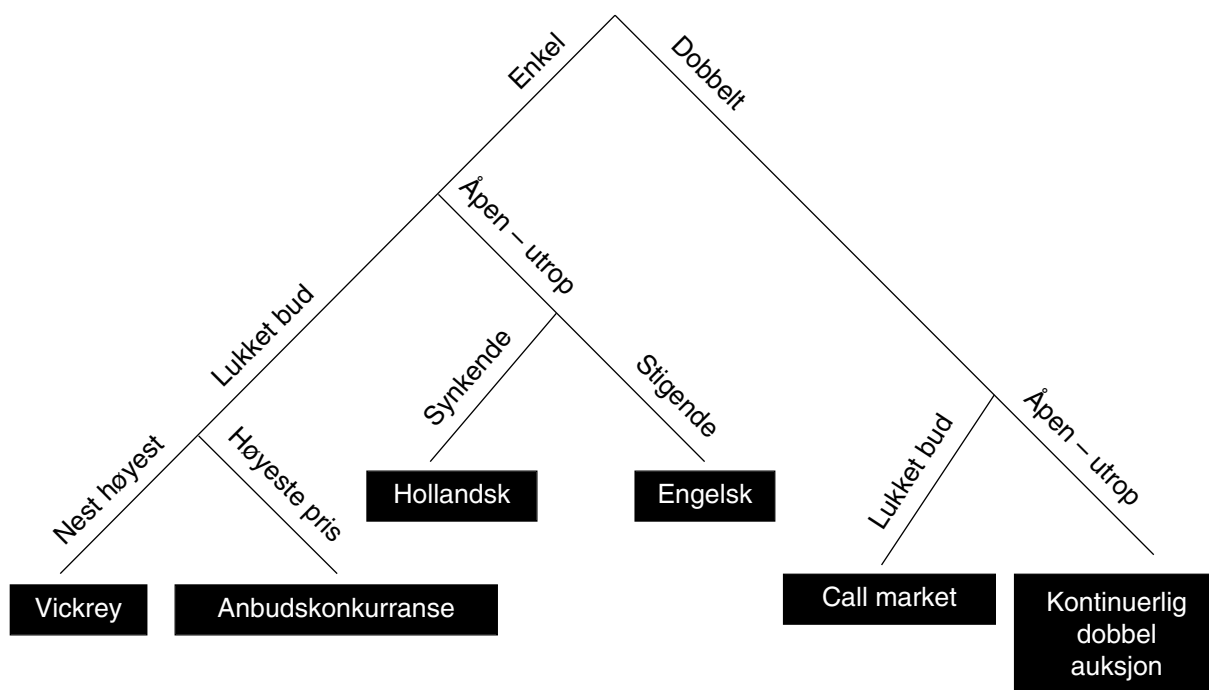 Enkel
Dobbelt
Åpen – utrop
Lukket bud
Synkende
Stigende
Åpen – utrop
Lukket bud
Nest høyest
Høyeste pris
Hollandsk
Engelsk
Vickrey
Anbudskonkurranse
Call market
Kontinuerlig
dobbel
auksjon